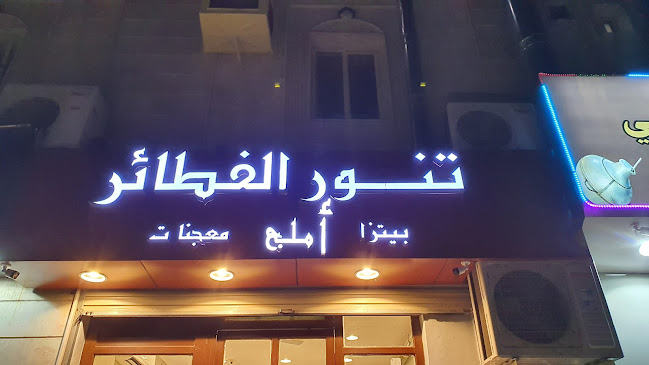 تنور الفطائر
بيتزا أملج معجنات